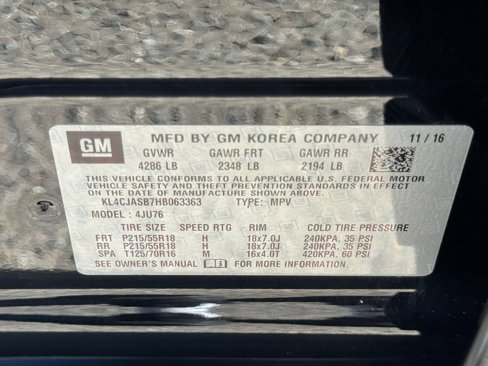 GM MFD BY GM KOREA COMPANY 11 / 16
GVWR GAWR FRT GAWR RR
4286 LB 2348 LB 2194 LB
THIS VEHICLE CONFORMS TO ALL APPLICABLE U.S. FEDERAL MOTOR
VEHICLE SAFETY, BUMPER, AND THEFT PREVENTION STANDARDS IN EFFECT
ON THE DATE OF MANUFACTURE SHOWN ABOVE.
KL4CJASB7HB063363 TYPE: MPV
MODEL : 4JU76
TIRE SIZE SPEED RTG RIM COLD TIRE PRESSURE
FRT P215/55R18 H 18x7.0J 240KPA, 35 PSI
RR P215/55R18 H 18x7.0J 240KPA, 35 PSI
SPA T125/70R16 M 16x4.0T 420KPA, 60 PSI
SEE OWNER'S MANUAL FOR MORE INFORMATION